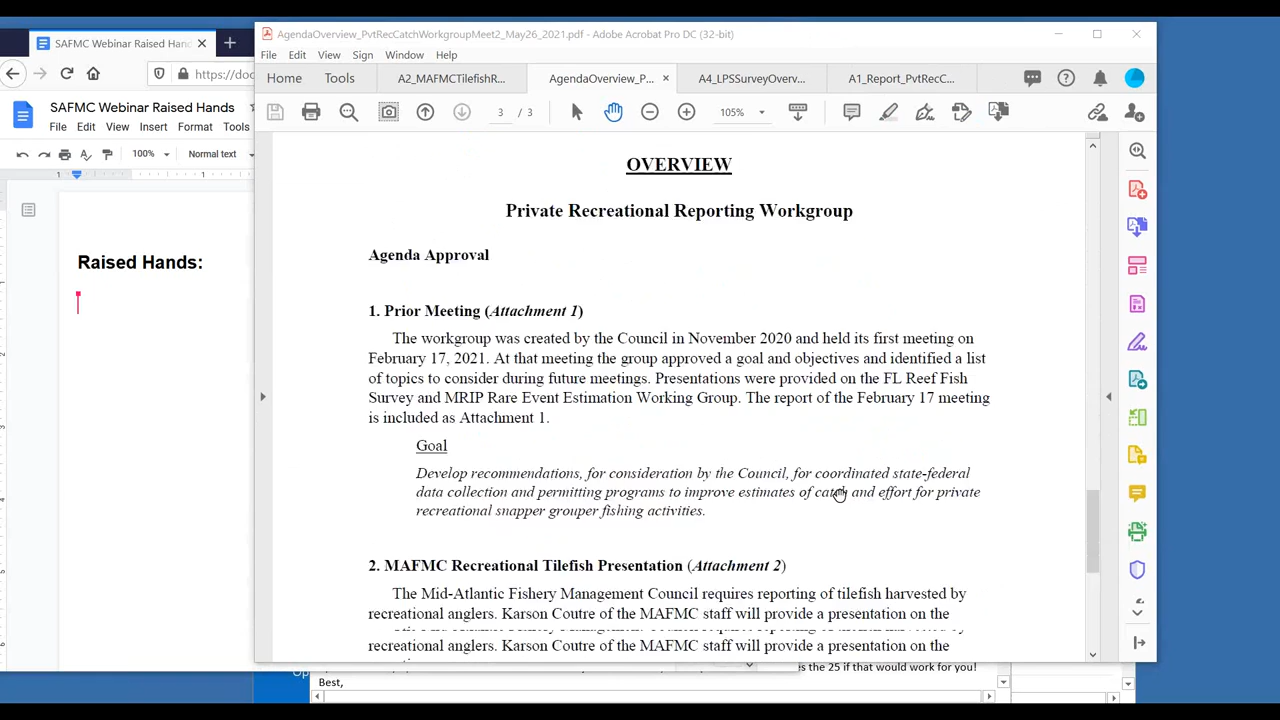 SAFMC Webinar Raised Han
https://doc
SAFMC Webinar Raised Hands
File Edit View Insert Format Tools
100% Normal text
Raised Hands:
AgendaOverview_PvtRecCatchWorkgroupMeet2_May26_2021.pdf - Adobe Acrobat Pro DC (32-bit)
File Edit View Sign Window Help
Home Tools A2_MAFMCTilefishR... AgendaOverview_P... A4_LPSSurveyOverv... A1_Report_PvtRecC...
3 / 3 105%
OVERVIEW
Private Recreational Reporting Workgroup
Agenda Approval
1. Prior Meeting (Attachment 1)
The workgroup was created by the Council in November 2020 and held its first meeting on
February 17, 2021. At that meeting the group approved a goal and objectives and identified a list
of topics to consider during future meetings. Presentations were provided on the FL Reef Fish
Survey and MRIP Rare Event Estimation Working Group. The report of the February 17 meeting
is included as Attachment 1.
Goal
Develop recommendations, for consideration by the Council, for coordinated state-federal
data collection and permitting programs to improve estimates of catch and effort for private
recreational snapper grouper fishing activities.
2. MAFMC Recreational Tilefish Presentation (Attachment 2)
The Mid-Atlantic Fishery Management Council requires reporting of tilefish harvested by
recreational anglers. Karson Coutre of the MAFMC staff will provide a presentation on the
recreational anglers. Karson Coutre of the MAFMC staff will provide a presentation on the
es the 25 if that would work for you!
Best,